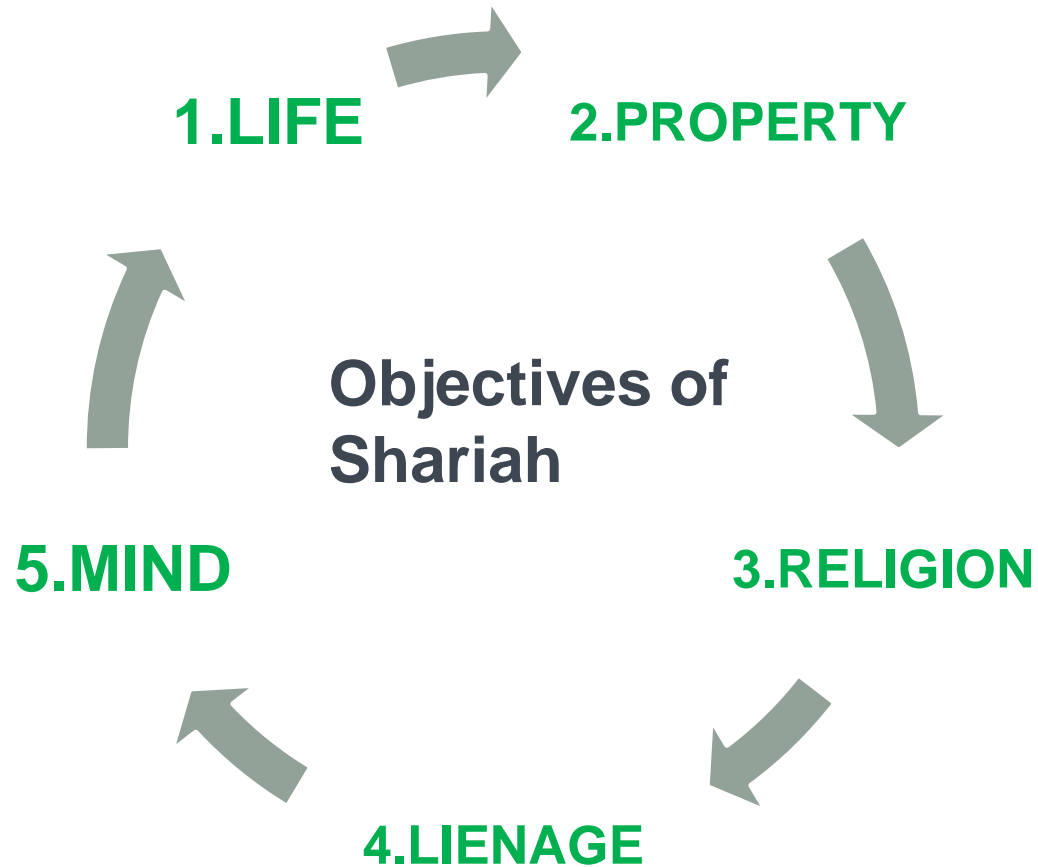 1.LIFE
2.PROPERTY
Objectives of
Shariah
3.RELIGION
4.LIENAGE
5.MIND